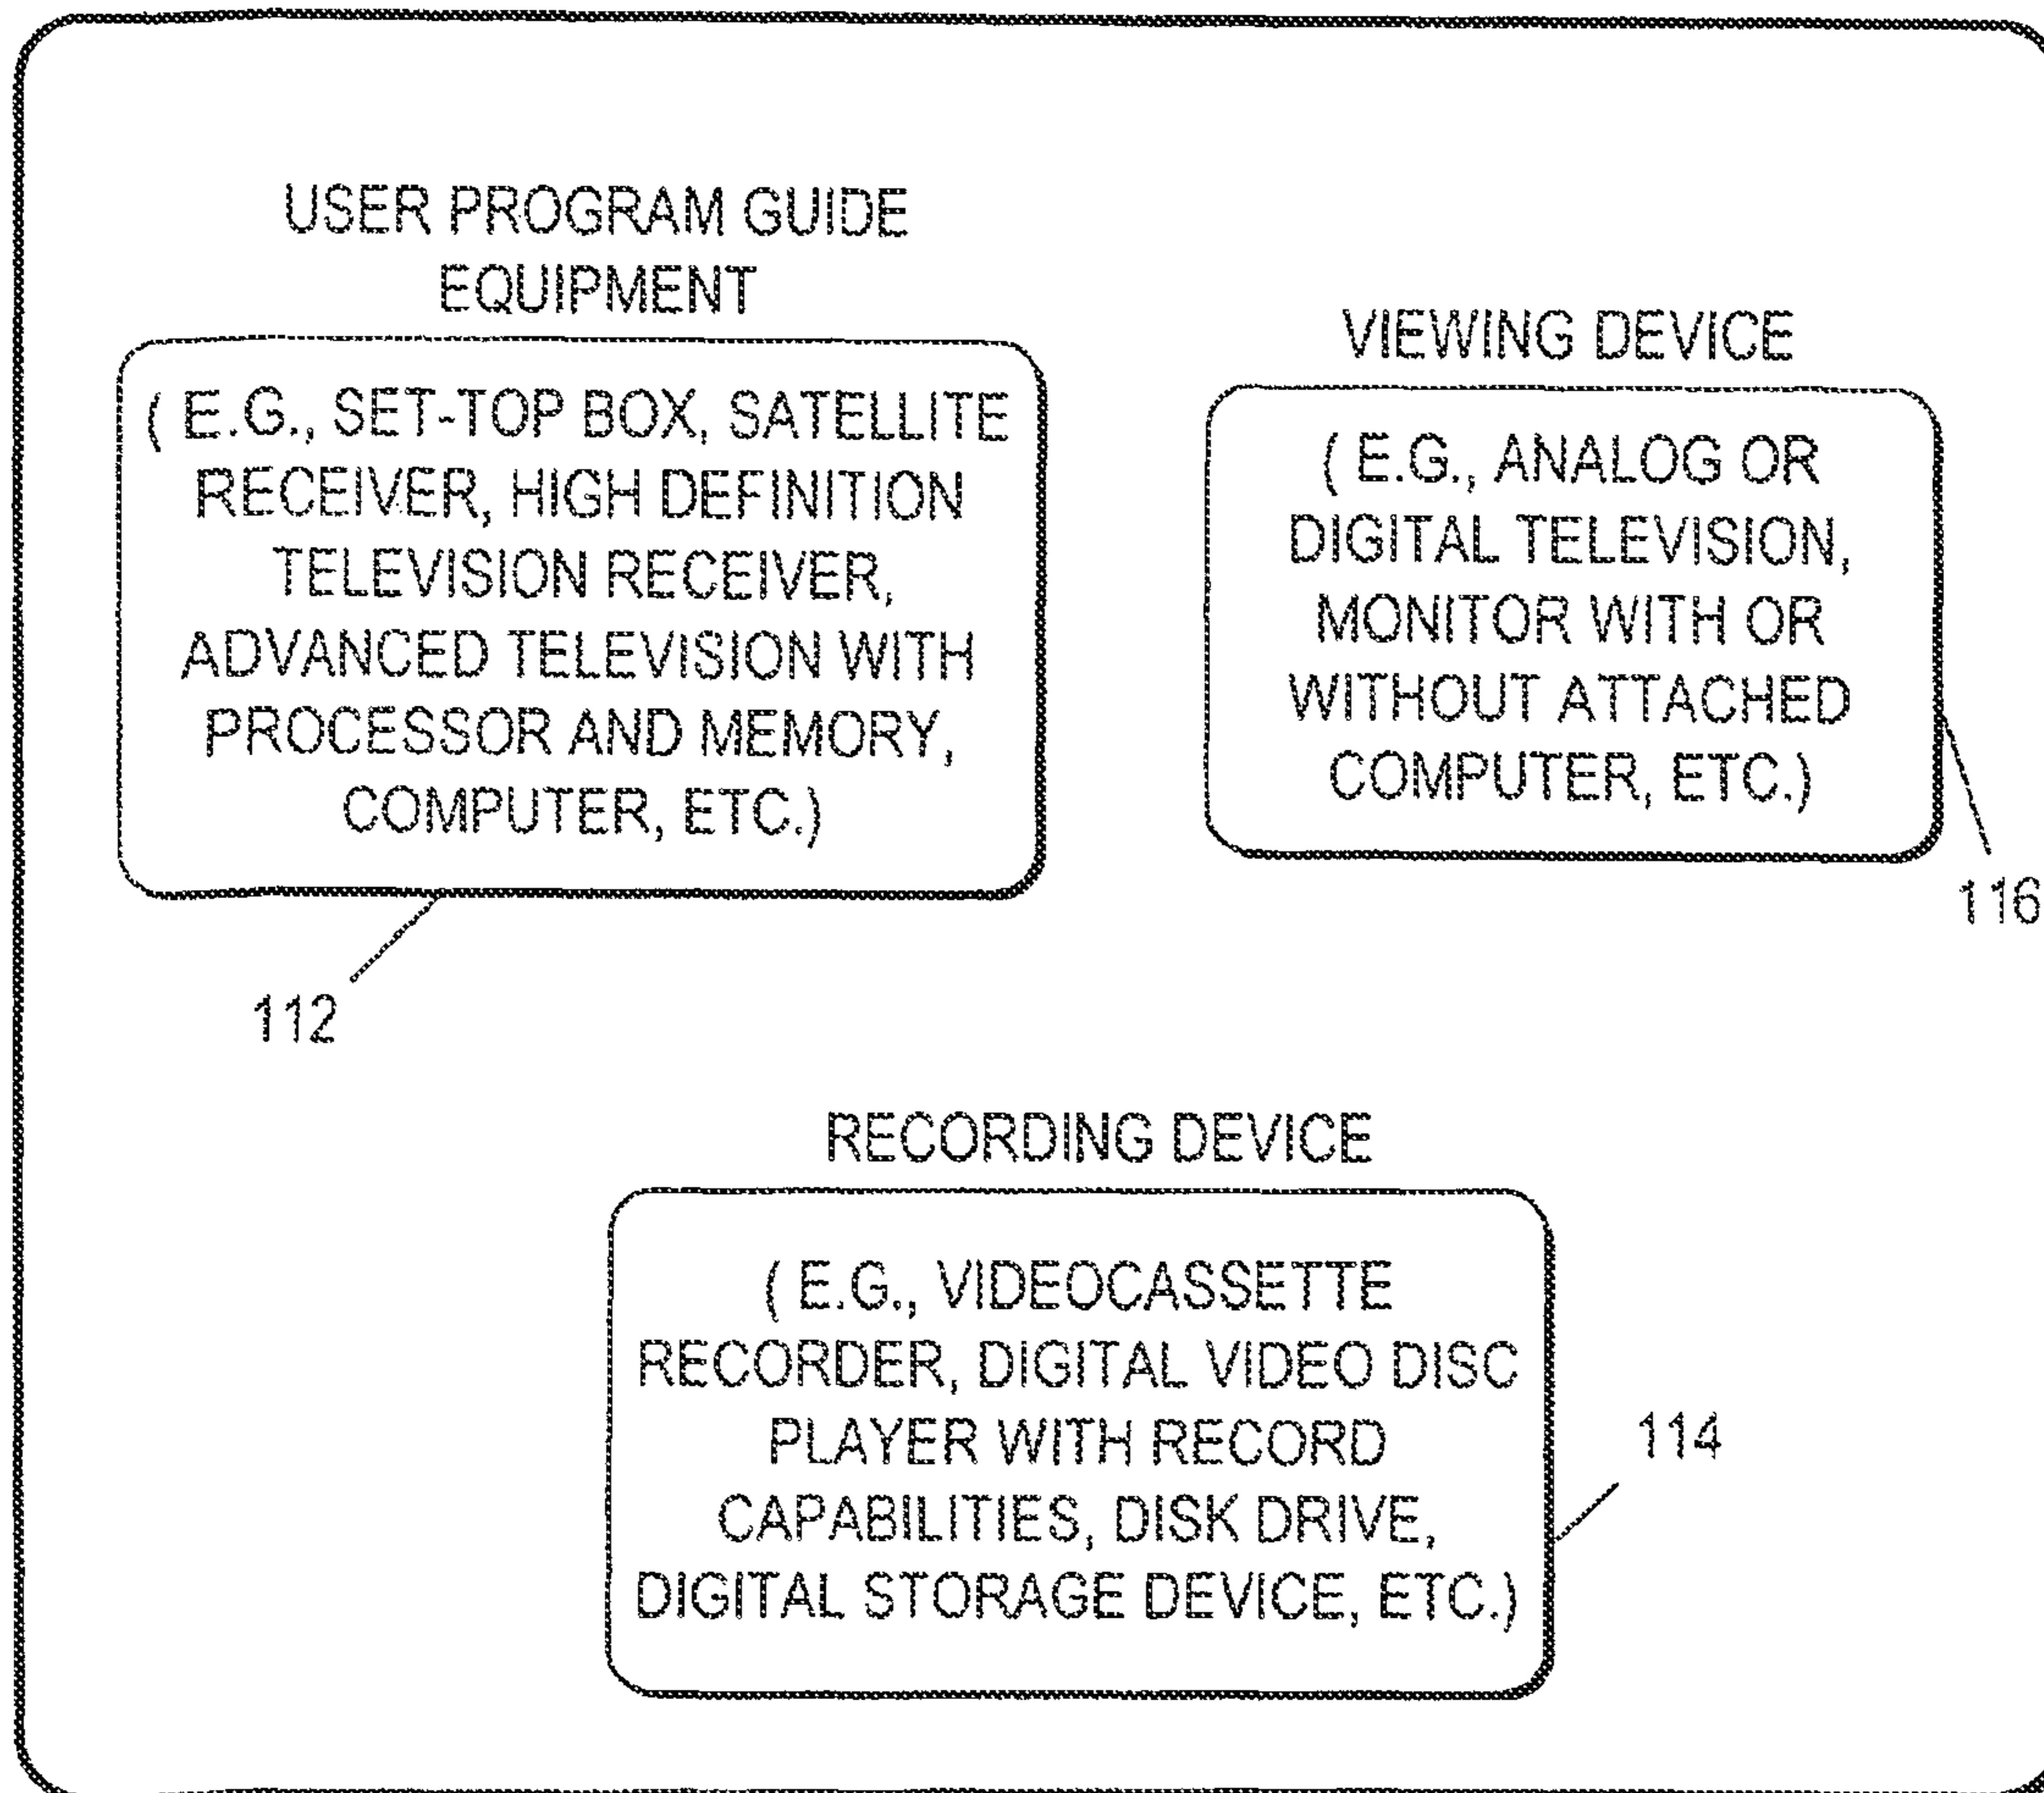 USER PROGRAM GUIDE
EQUIPMENT
( E.G., SET-TOP BOX, SATELLITE
RECEIVER, HIGH DEFINITION
TELEVISION RECEIVER,
ADVANCED TELEVISION WITH
PROCESSOR AND MEMORY,
COMPUTER, ETC.)
112
VIEWING DEVICE
( E.G., ANALOG OR
DIGITAL TELEVISION,
MONITOR WITH OR
WITHOUT ATTACHED
COMPUTER, ETC.)
116
RECORDING DEVICE
( E.G., VIDEOCASSETTE
RECORDER, DIGITAL VIDEO DISC
PLAYER WITH RECORD
CAPABILITIES, DISK DRIVE,
DIGITAL STORAGE DEVICE, ETC.)
114